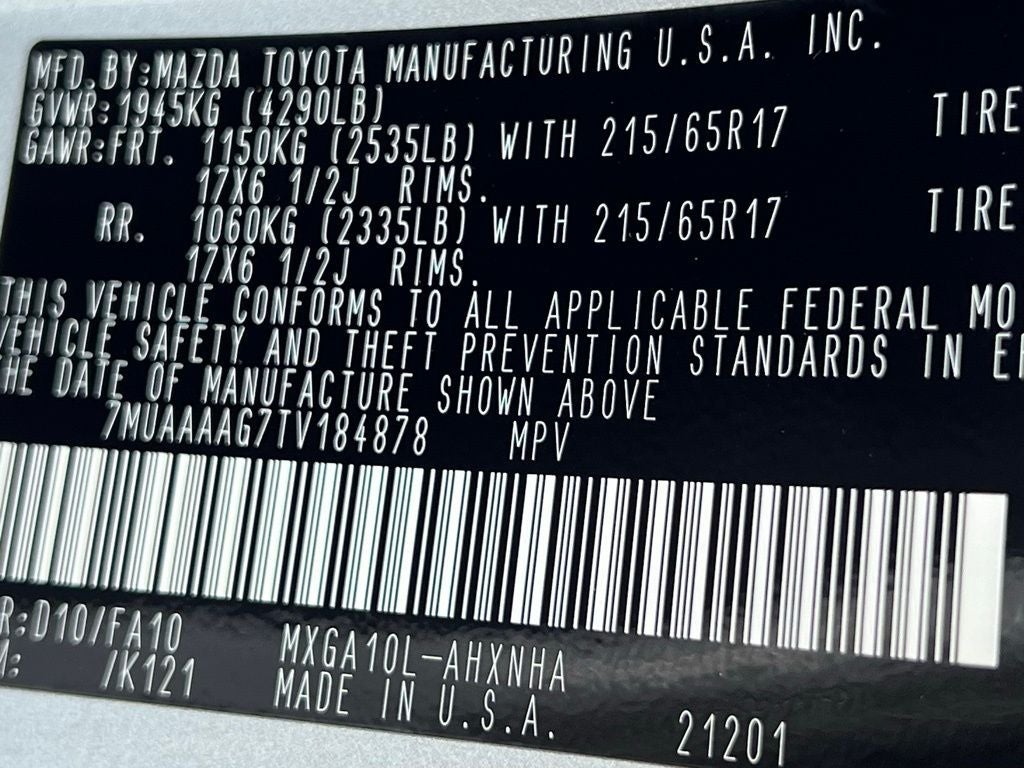 MFD.BY:MAZDA TOYOTA MANUFACTURING U.S.A. INC.
GVWR:1945KG (4290LB)
GAWR:FRT. 1150KG (2535LB) WITH 215/65R17 TIRE
17X6 1/2J RIMS.
RR. 1060KG (2335LB) WITH 215/65R17 TIRE
17X6 1/2J RIMS.
THIS VEHICLE CONFORMS TO ALL APPLICABLE FEDERAL MO
VEHICLE SAFETY AND THEFT PREVENTION STANDARDS IN
THE DATE OF MANUFACTURE SHOWN ABOVE
7MUAAAAG7TV184878 MPV
R:D10/FA10 MXGA10L-AHXNHA
/K121 MADE IN U.S.A. 21201